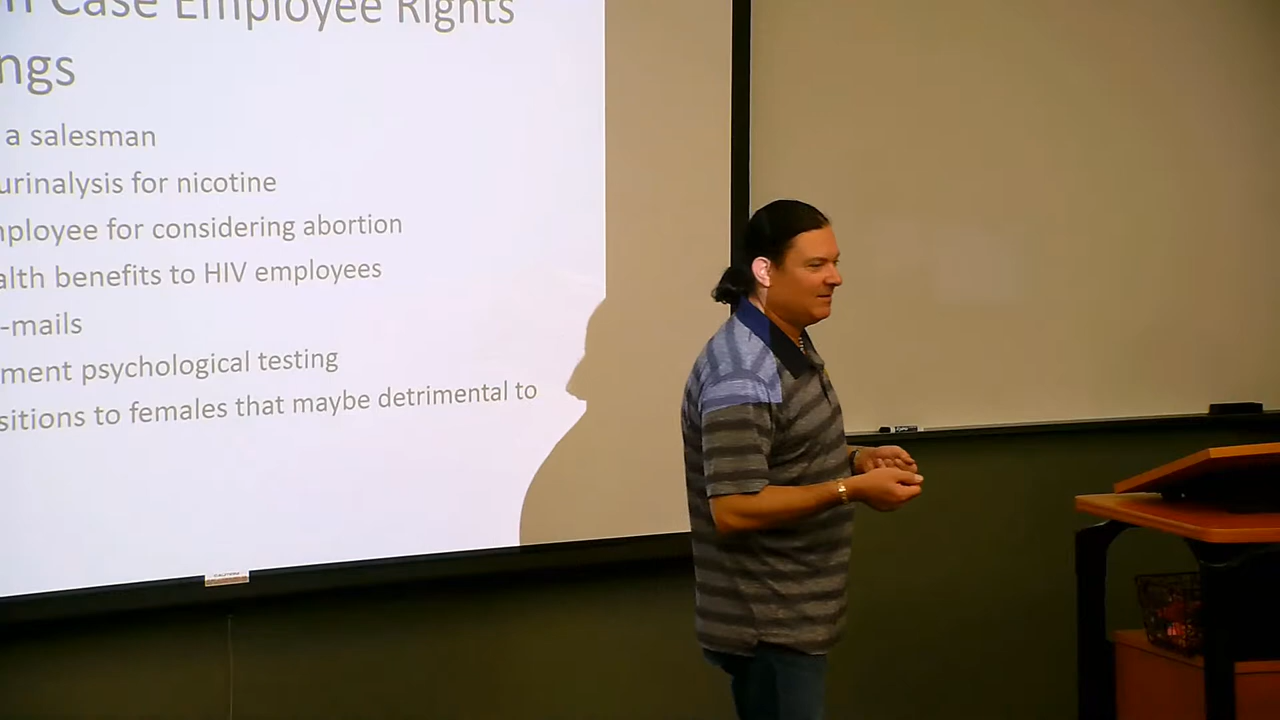 Case Employee Rights
ngs
a salesman
urinalysis for nicotine
ployee for considering abortion
alth benefits to HIV employees
-mails
ment psychological testing
sitions to females that maybe detrimental to